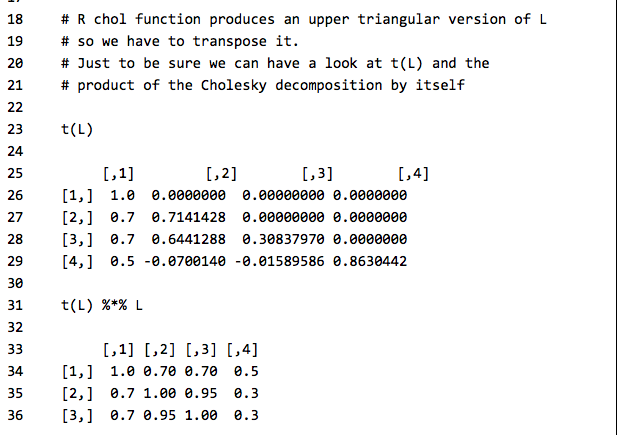 18 # R chol function produces an upper triangular version of L
19 # so we have to transpose it.
20 # Just to be sure we can have a look at t(L) and the
21 # product of the Cholesky decomposition by itself
22
23 t(L)
24
25 [,1] [,2] [,3] [,4]
26 [1,] 1.0 0.0000000 0.00000000 0.0000000
27 [2,] 0.7 0.7141428 0.00000000 0.0000000
28 [3,] 0.7 0.6441288 0.30837970 0.0000000
29 [4,] 0.5 -0.0700140 -0.01589586 0.8630442
30
31 t(L) %*% L
32
33 [,1] [,2] [,3] [,4]
34 [1,] 1.0 0.70 0.70 0.5
35 [2,] 0.7 1.00 0.95 0.3
36 [3,] 0.7 0.95 1.00 0.3